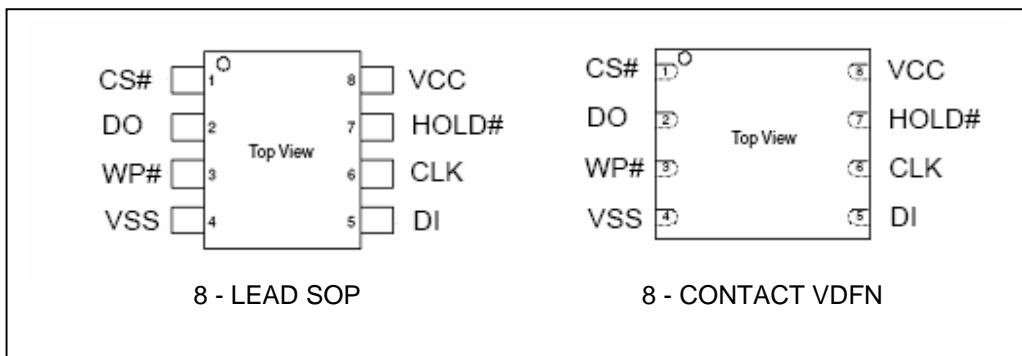 CS# 1 8 VCC
DO 2 7 HOLD#
Top View
WP# 3 6 CLK
VSS 4 5 DI
8 - LEAD SOP
CS# 1 8 VCC
DO 2 7 HOLD#
Top View
WP# 3 6 CLK
VSS 4 5 DI
8 - CONTACT VDFN